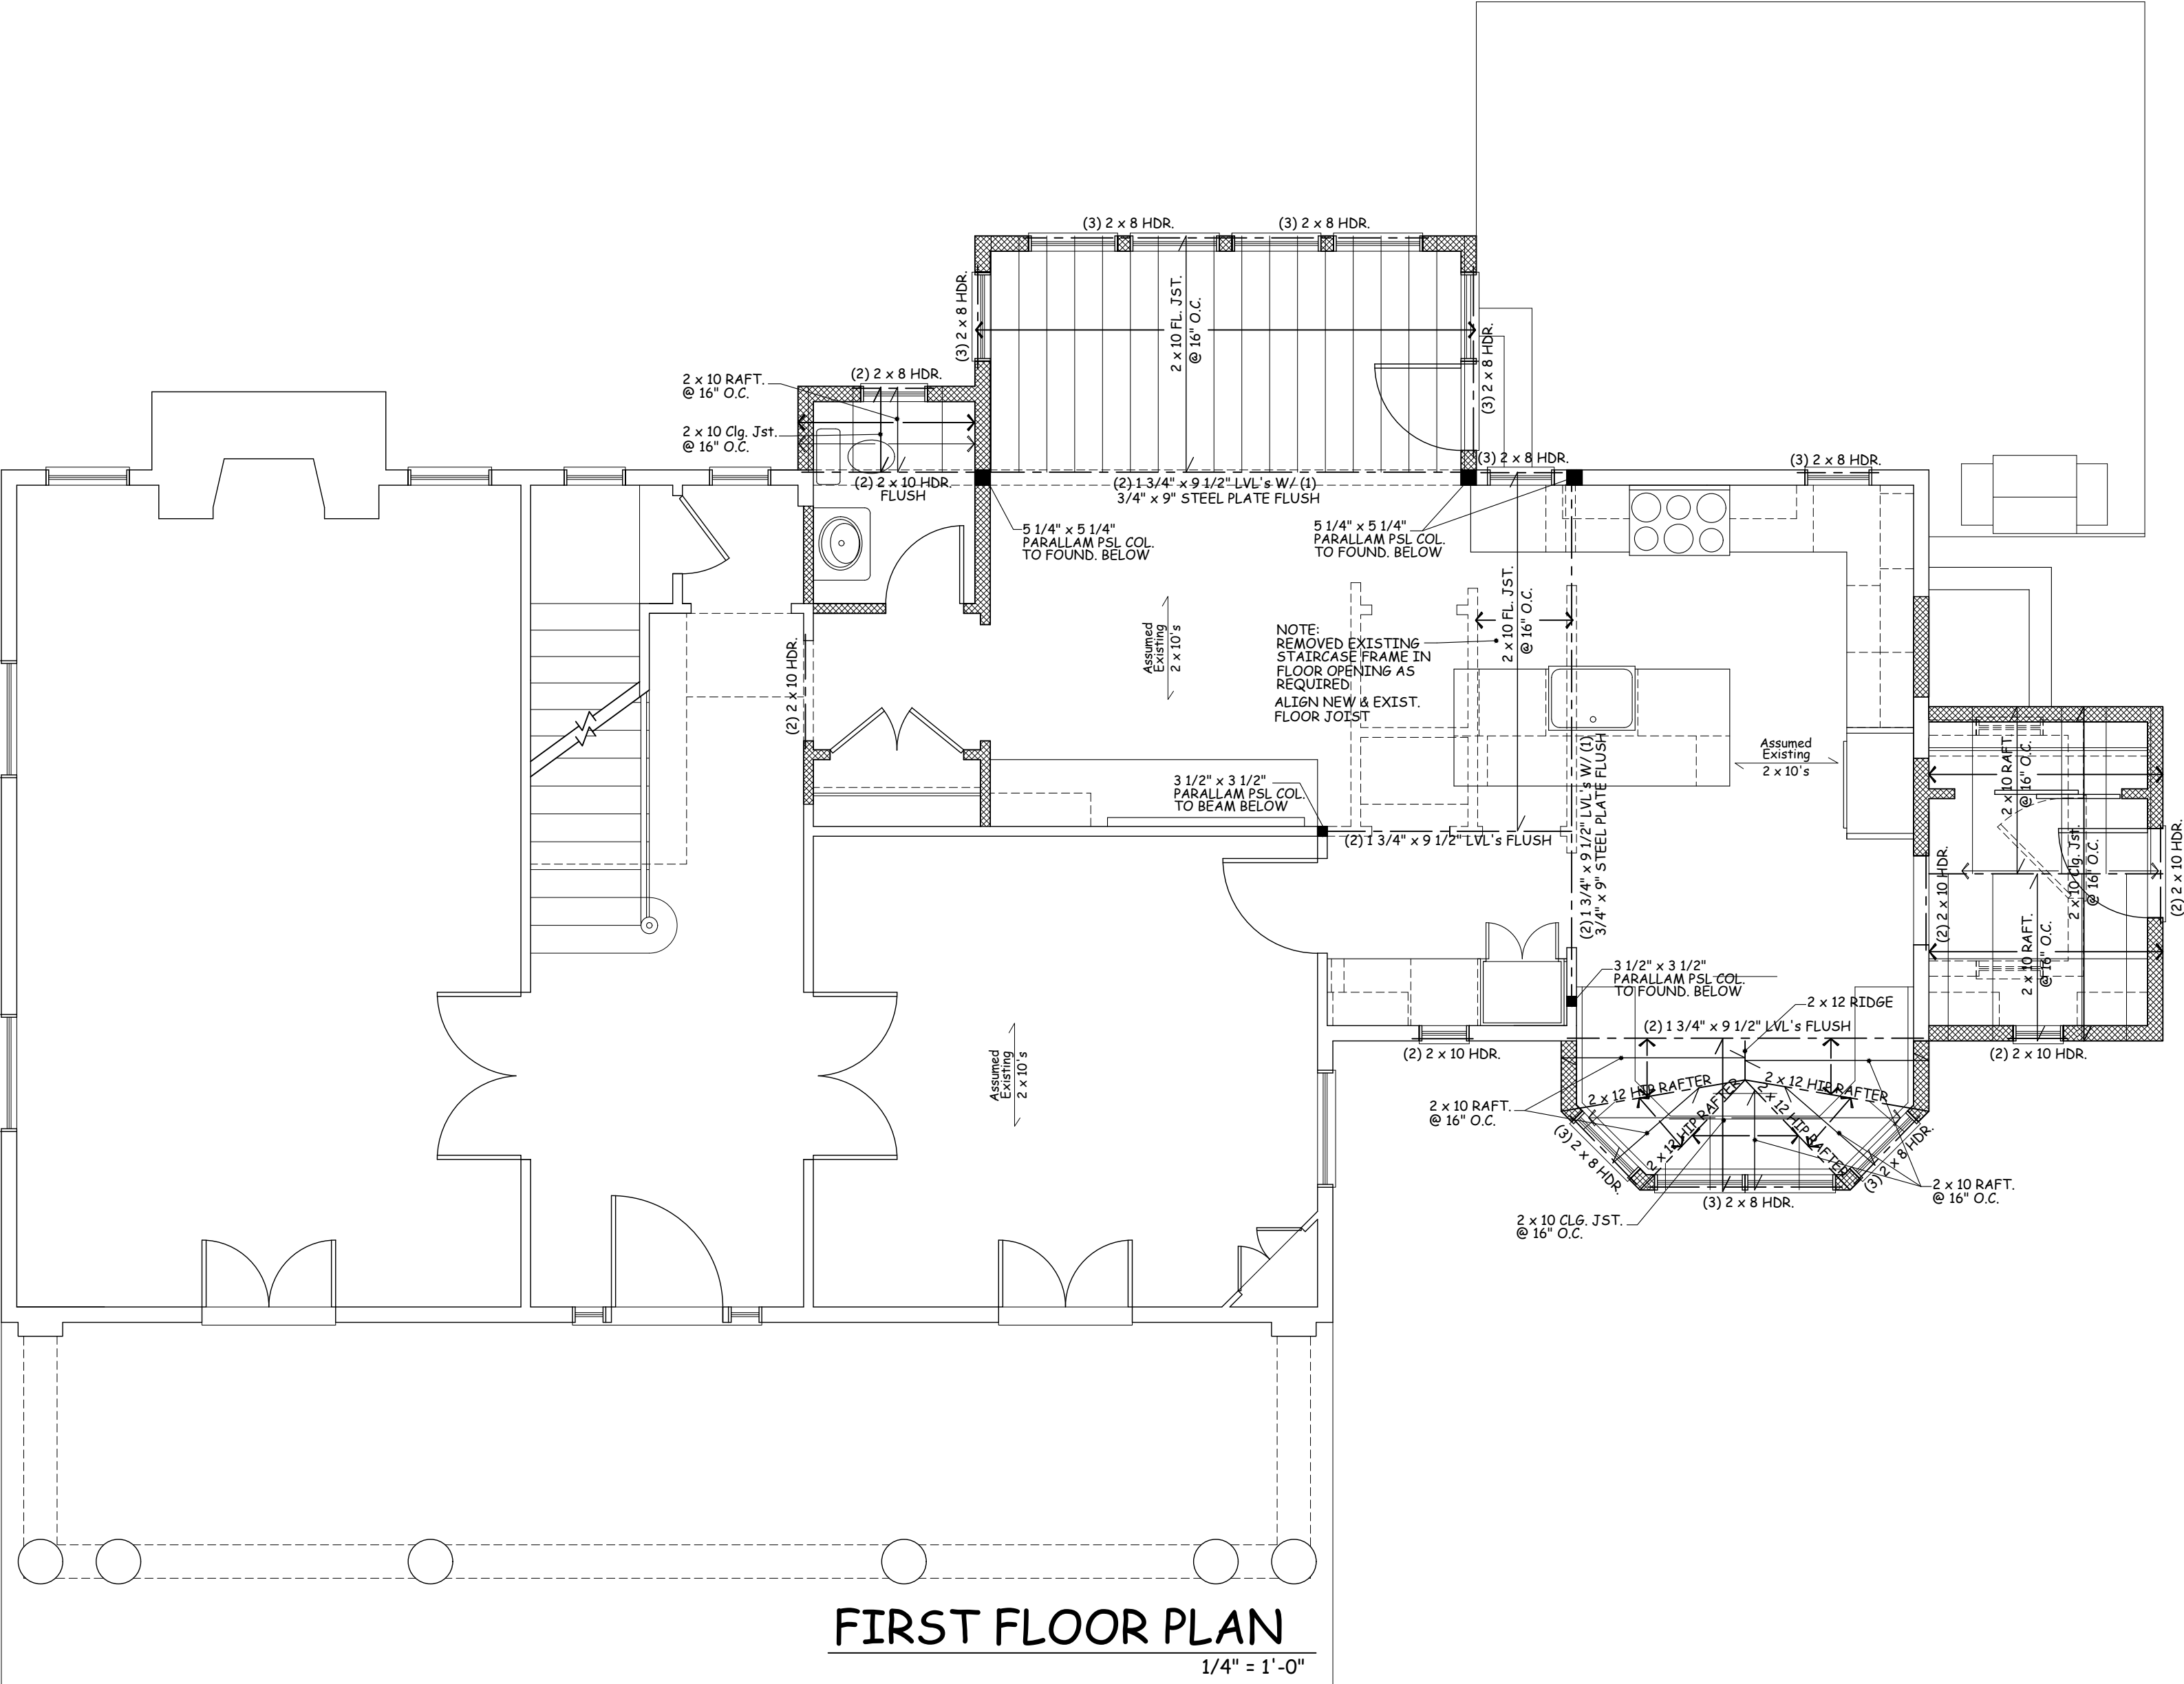 (3) 2 x 8 HDR.
(3) 2 x 8 HDR.
(3) 2 x 8 HDR.
2 x 10 FL. JST.
@ 16" O.C.
(3) 2 x 8 HDR.
2 x 10 RAFT.
@ 16" O.C.
(2) 2 x 8 HDR.
2 x 10 Clg. Jst.
@ 16" O.C.
(2) 2 x 10 HDR.
FLUSH
(2) 1 3/4" x 9 1/2" LVL's W/ (1)
3/4" x 9" STEEL PLATE FLUSH
(3) 2 x 8 HDR.
(3) 2 x 8 HDR.
5 1/4" x 5 1/4"
PARALLAM PSL COL.
TO FOUND. BELOW
5 1/4" x 5 1/4"
PARALLAM PSL COL.
TO FOUND. BELOW
2 x 10 FL. JST.
@ 16" O.C.
Assumed
Existing
2 x 10's
NOTE:
REMOVED EXISTING
STAIRCASE FRAME IN
FLOOR OPENING AS
REQUIRED
ALIGN NEW & EXIST.
FLOOR JOIST
(2) 2 x 10 HDR.
3 1/2" x 3 1/2"
PARALLAM PSL COL.
TO BEAM BELOW
(2) 1 3/4" x 9 1/2" LVL's FLUSH
(2) 1 3/4" x 9 1/2" LVL's W/ (1)
3/4" x 9" STEEL PLATE FLUSH
Assumed
Existing
2 x 10's
2 x 10 RAFT.
@ 16" O.C.
2 x 10 Clg. Jst.
@ 16" O.C.
(2) 2 x 10 HDR.
(2) 2 x 10 HDR.
2 x 10 RAFT.
@ 16" O.C.
(2) 2 x 10 HDR.
3 1/2" x 3 1/2"
PARALLAM PSL COL.
TO FOUND. BELOW
2 x 12 RIDGE
(2) 1 3/4" x 9 1/2" LVL's FLUSH
(2) 2 x 10 HDR.
Assumed
Existing
2 x 10's
2 x 12 HIP RAFTER
2 x 12 HIP RAFTER
2 x 12 HIP RAFTER
2 x 12 HIP RAFTER
2 x 10 RAFT.
@ 16" O.C.
(3) 2 x 8 HDR.
(3) 2 x 8 HDR.
(3) 2 x 8 HDR.
2 x 10 RAFT.
@ 16" O.C.
2 x 10 CLG. JST.
@ 16" O.C.
FIRST FLOOR PLAN
1/4" = 1'-0"